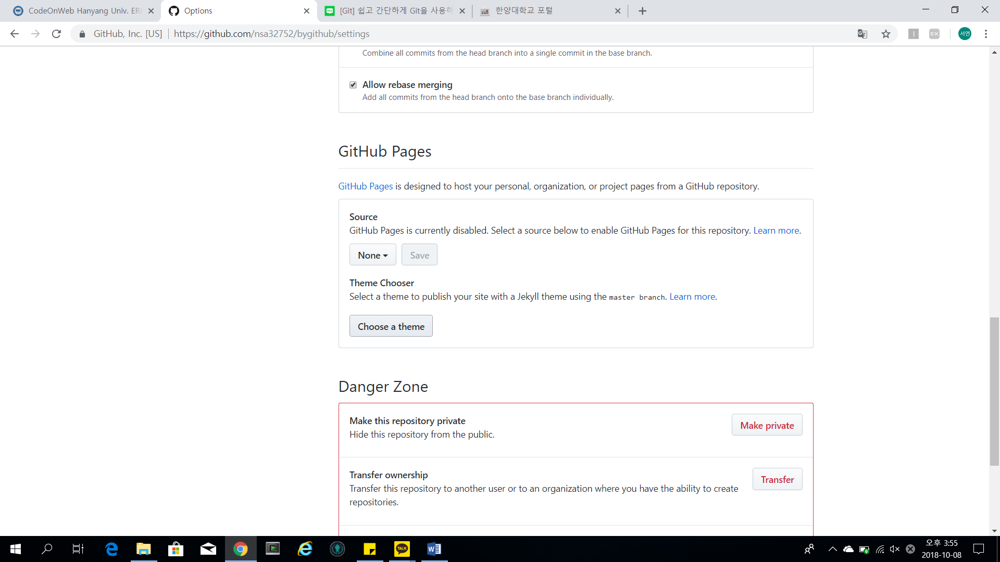 CodeOnWeb Hanyang Univ. ERI
Options
[Git] 쉽고 간단하게 Git을 사용하
한양대학교 포털
GitHub, Inc. [US]
https://github.com/nsa32752/bygithub/settings
EX
서연
Combine all commits from the head branch into a single commit in the base branch.
Allow rebase merging
Add all commits from the head branch onto the base branch individually.
GitHub Pages
GitHub Pages is designed to host your personal, organization, or project pages from a GitHub repository.
Source
GitHub Pages is currently disabled. Select a source below to enable GitHub Pages for this repository. Learn more.
None
Save
Theme Chooser
Select a theme to publish your site with a Jekyll theme using the master branch. Learn more.
Choose a theme
Danger Zone
Make this repository private
Hide this repository from the public.
Make private
Transfer ownership
Transfer this repository to another user or to an organization where you have the ability to create
repositories.
Transfer
TALK
오후 3:55
2018-10-08